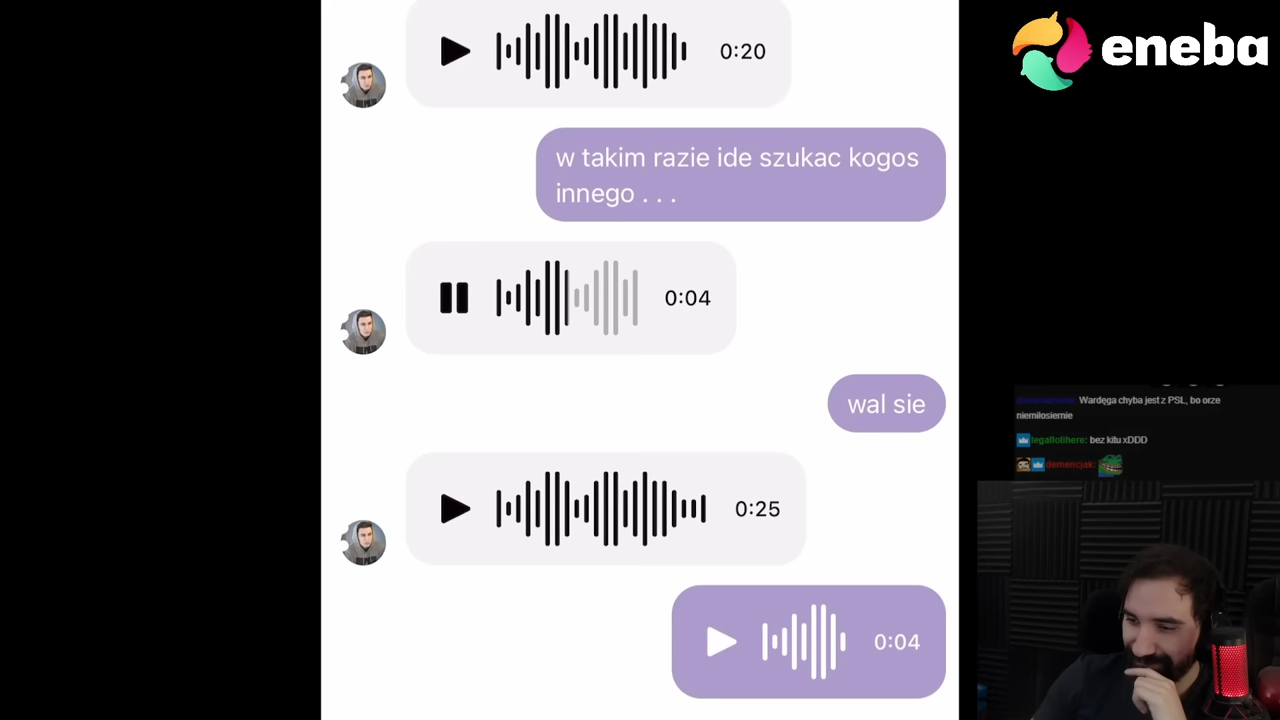 0:20
eneba
w takim razie ide szukac kogos
innego . . .
0:04
wal sie
Wardęga chyba jest z PSL, bo orze
niemiłosiernie
legallolihere: bez kitu xDDD
demencjak:
0:25
0:04